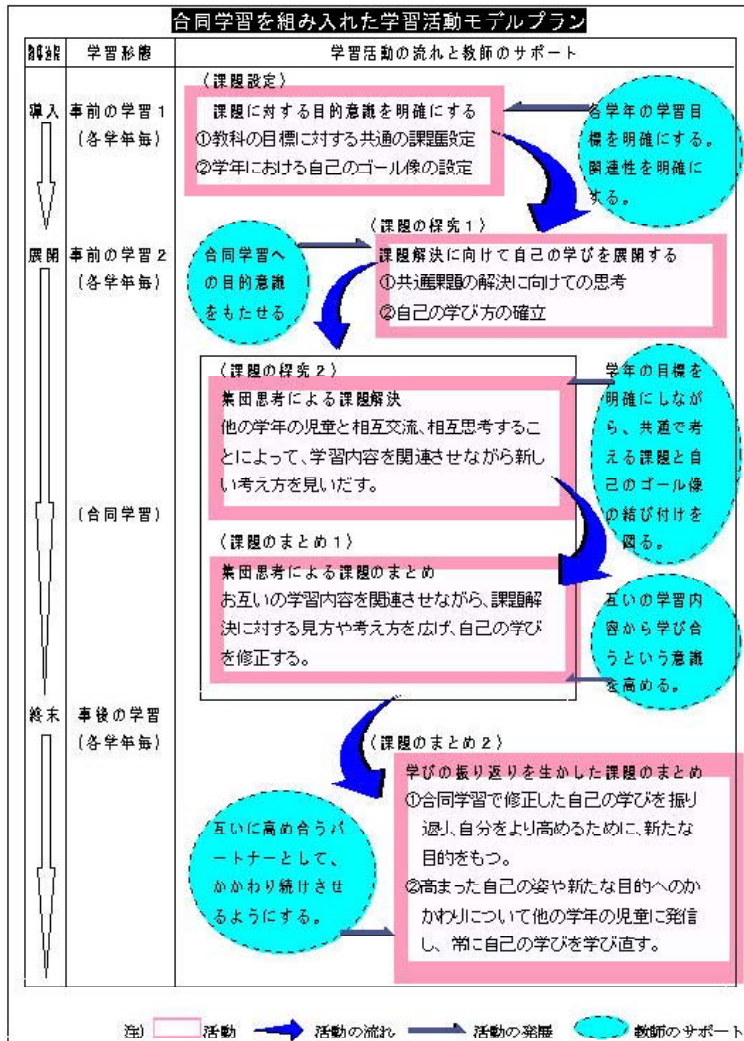 合同学習を組み入れた学習活動モデルプラン
学習形態
学習活動の流れと教師のサポート
導入
事前の学習1
(各学年毎)
(課題設定)
課題に対する目的意識を明確にする
①教科の目標に対する共通の課題設定
②学年における自己のゴール像の設定
各学年の学習目
標を明確にする。
関連性を明確に
する。
展開
事前の学習2
(各学年毎)
合同学習へ
の目的意識
をもたせる
(課題の探究1)
課題解決に向けて自己の学びを展開する
①共通課題の解決に向けての思考
②自己の学び方の確立
(合同学習)
(課題の探究2)
集団思考による課題解決
他の学年の児童と相互交流、相互思考するこ
とによって、学習内容を関連させながら新し
い考え方を見いだす。
学年の目標を
明確にしなが
ら、共通で考
える課題と自
己のゴール像
の結び付けを
図る。
(課題のまとめ1)
集団思考による課題のまとめ
お互いの学習内容を関連させながら、課題解
決に対する見方や考え方を広げ、自己の学び
を修正する。
互いの学習内
容から学び合
うという意識
を高める。
終末
事後の学習
(各学年毎)
(課題のまとめ2)
学びの振り返りを生かした課題のまとめ
①合同学習で修正した自己の学びを振り
返り、自分をより高めるために、新たな
目的をもつ。
②高まった自己の姿や新たな目的へのか
かわりについて他の学年の児童に発信
し、常に自己の学びを学び直す。
互いに高め合うパ
ートナーとして、
かかわり続けさせ
るようにする。
注)
活動
活動の流れ
活動の発展
教師のサポート